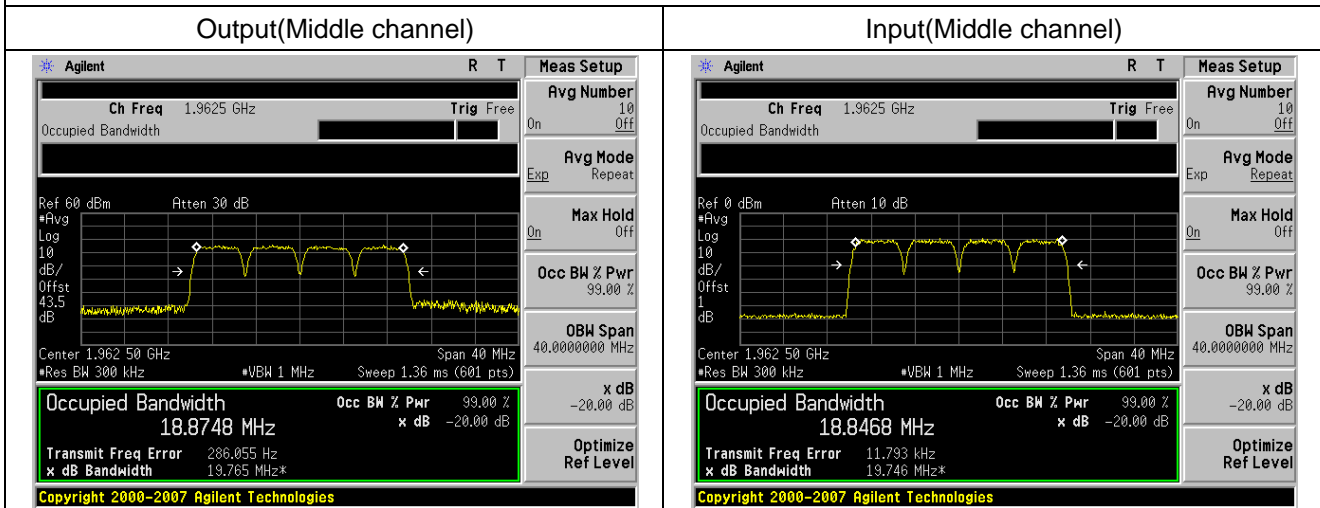 Output(Middle channel)
Input(Middle channel)
Agilent R T Meas Setup
Ch Freq 1.9625 GHz Trig Free
Occupied Bandwidth
Avg Number
10
On Off
Avg Mode
Exp Repeat
Ref 60 dBm Atten 30 dB
#Avg
Log
10
dB/
Offst
43.5
dB
Max Hold
On Off
Occ BW % Pwr
99.00 %
OBW Span
40.0000000 MHz
Center 1.962 50 GHz Span 40 MHz
#Res BW 300 kHz #VBW 1 MHz Sweep 1.36 ms (601 pts)
x dB
-20.00 dB
Occupied Bandwidth Occ BW % Pwr 99.00 %
18.8748 MHz x dB -20.00 dB
Transmit Freq Error 286.055 Hz
x dB Bandwidth 19.765 MHz*
Optimize
Ref Level
Copyright 2000-2007 Agilent Technologies
Agilent R T Meas Setup
Ch Freq 1.9625 GHz Trig Free
Occupied Bandwidth
Avg Number
10
On Off
Avg Mode
Exp Repeat
Ref 0 dBm Atten 10 dB
#Avg
Log
10
dB/
Offst
1
dB
Max Hold
On Off
Occ BW % Pwr
99.00 %
OBW Span
40.0000000 MHz
Center 1.962 50 GHz Span 40 MHz
#Res BW 300 kHz #VBW 1 MHz Sweep 1.36 ms (601 pts)
x dB
-20.00 dB
Occupied Bandwidth Occ BW % Pwr 99.00 %
18.8468 MHz x dB -20.00 dB
Transmit Freq Error 11.793 kHz
x dB Bandwidth 19.746 MHz*
Optimize
Ref Level
Copyright 2000-2007 Agilent Technologies